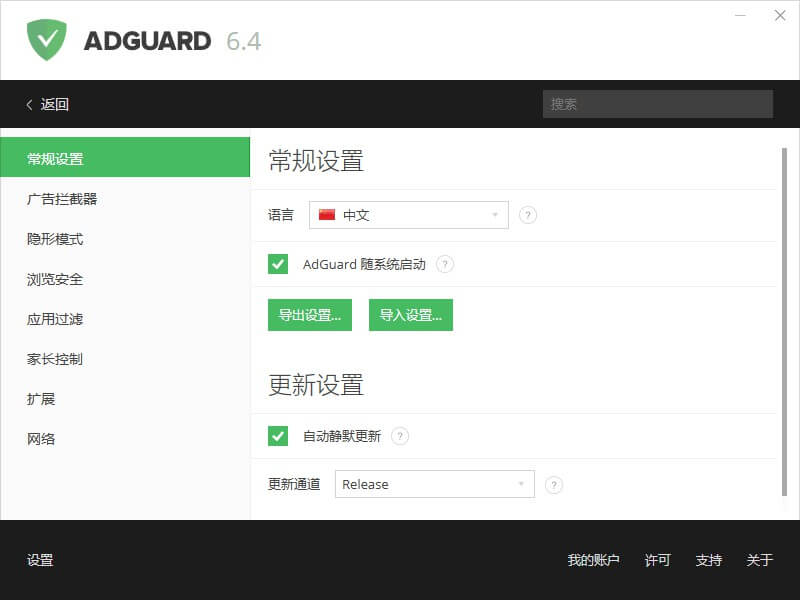 ADGUARD 6.4
返回
搜索
常规设置
广告拦截器
隐形模式
浏览安全
应用过滤
家长控制
扩展
网络
常规设置
语言 中文 ?
AdGuard 随系统启动 ?
导出设置... 导入设置...
更新设置
自动静默更新 ?
更新通道 Release ?
设置 我的账户 许可 支持 关于